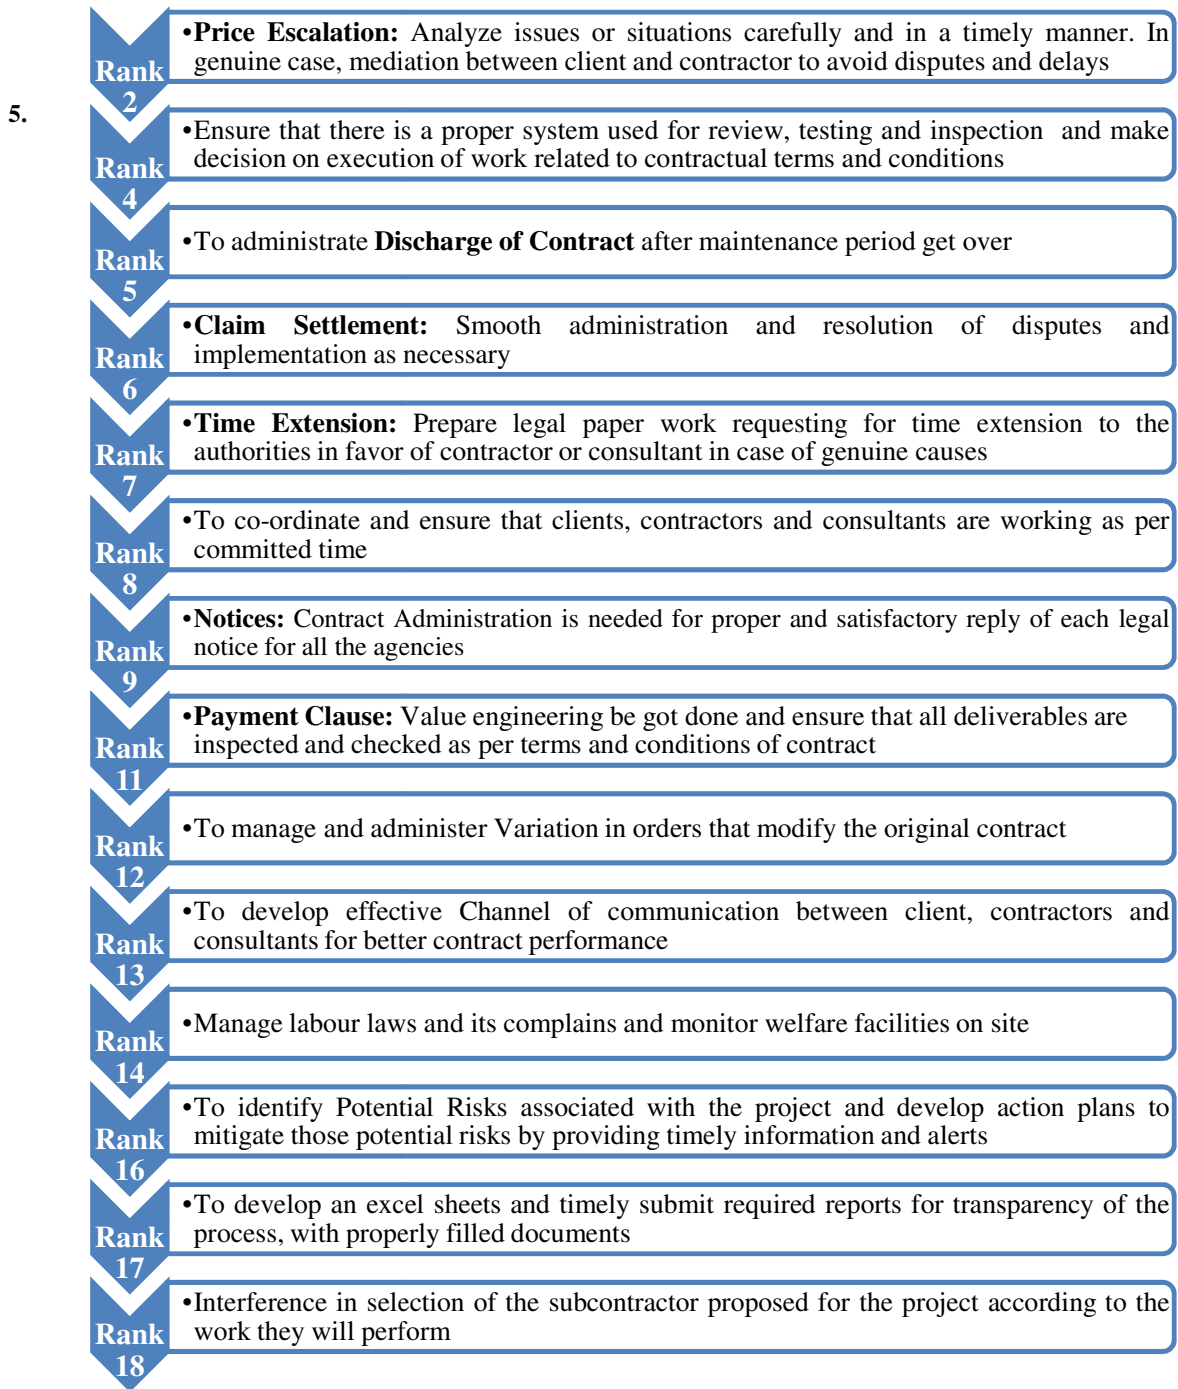 Rank
2
•Price Escalation: Analyze issues or situations carefully and in a timely manner. In
genuine case, mediation between client and contractor to avoid disputes and delays
5.
Rank
4
•Ensure that there is a proper system used for review, testing and inspection and make
decision on execution of work related to contractual terms and conditions
Rank
5
•To administrate Discharge of Contract after maintenance period get over
Rank
6
•Claim Settlement: Smooth administration and resolution of disputes and
implementation as necessary
Rank
7
•Time Extension: Prepare legal paper work requesting for time extension to the
authorities in favor of contractor or consultant in case of genuine causes
Rank
8
•To co-ordinate and ensure that clients, contractors and consultants are working as per
committed time
Rank
9
•Notices: Contract Administration is needed for proper and satisfactory reply of each legal
notice for all the agencies
Rank
11
•Payment Clause: Value engineering be got done and ensure that all deliverables are
inspected and checked as per terms and conditions of contract
Rank
12
•To manage and administer Variation in orders that modify the original contract
Rank
13
•To develop effective Channel of communication between client, contractors and
consultants for better contract performance
Rank
14
•Manage labour laws and its complains and monitor welfare facilities on site
Rank
16
•To identify Potential Risks associated with the project and develop action plans to
mitigate those potential risks by providing timely information and alerts
Rank
17
•To develop an excel sheets and timely submit required reports for transparency of the
process, with properly filled documents
Rank
18
•Interference in selection of the subcontractor proposed for the project according to the
work they will perform